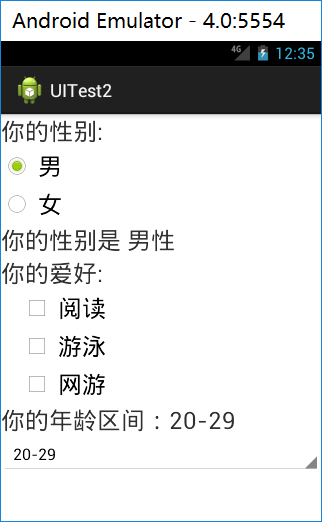 Android Emulator - 4.0:5554
4G 12:35
UITest2
你的性别:
男
女
你的性别是 男性
你的爱好:
阅读
游泳
网游
你的年龄区间：20-29
20-29